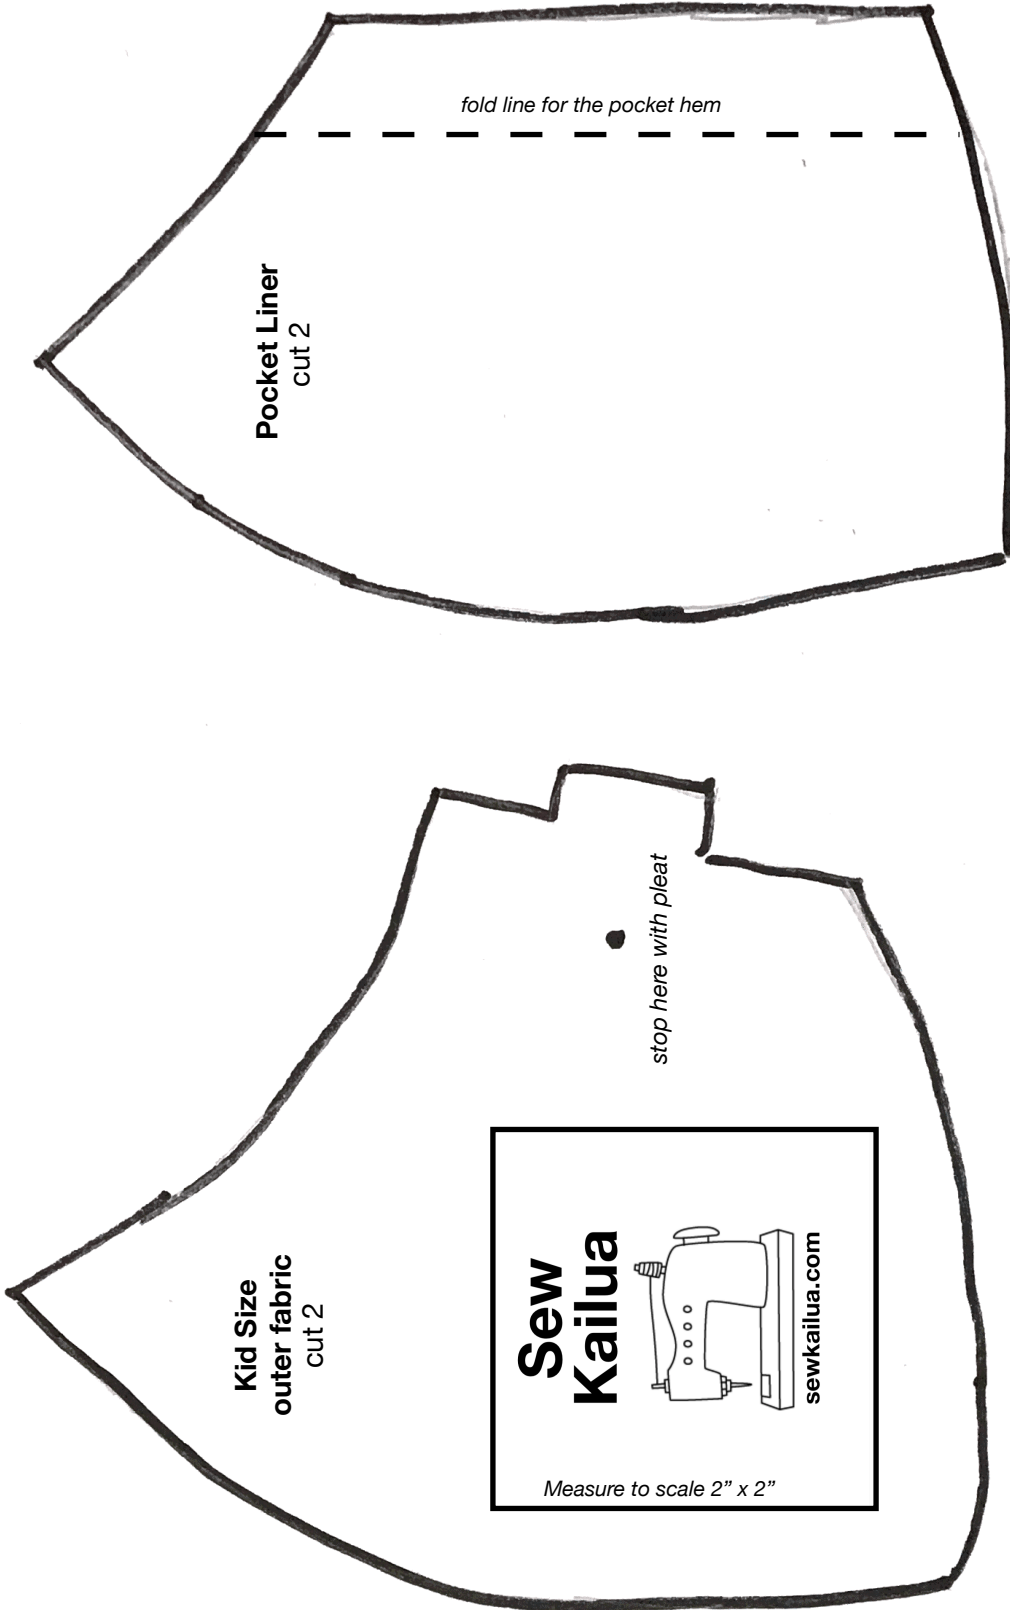 fold line for the pocket hem
Pocket Liner
cut 2
stop here with pleat
Kid Size
outer fabric
cut 2
Sew
Kailua
sewkailua.com
Measure to scale 2” x 2”